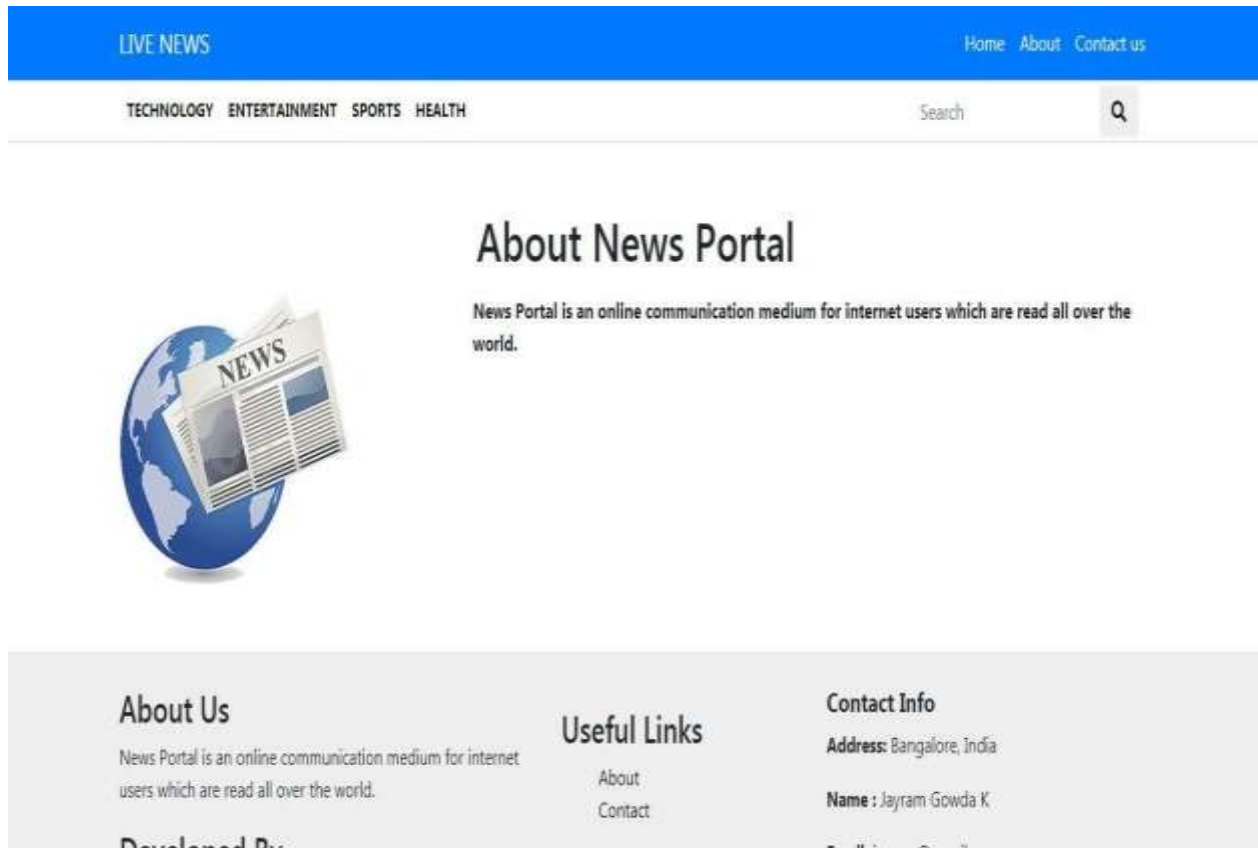 LIVE NEWS
Home About Contact us
TECHNOLOGY ENTERTAINMENT SPORTS HEALTH
Search
About News Portal
News Portal is an online communication medium for internet users which are read all over the
world.
NEWS
About Us
News Portal is an online communication medium for internet
users which are read all over the world.
Developed By
Useful Links
About
Contact
Contact Info
Address: Bangalore, India
Name : Jayram Gowda K